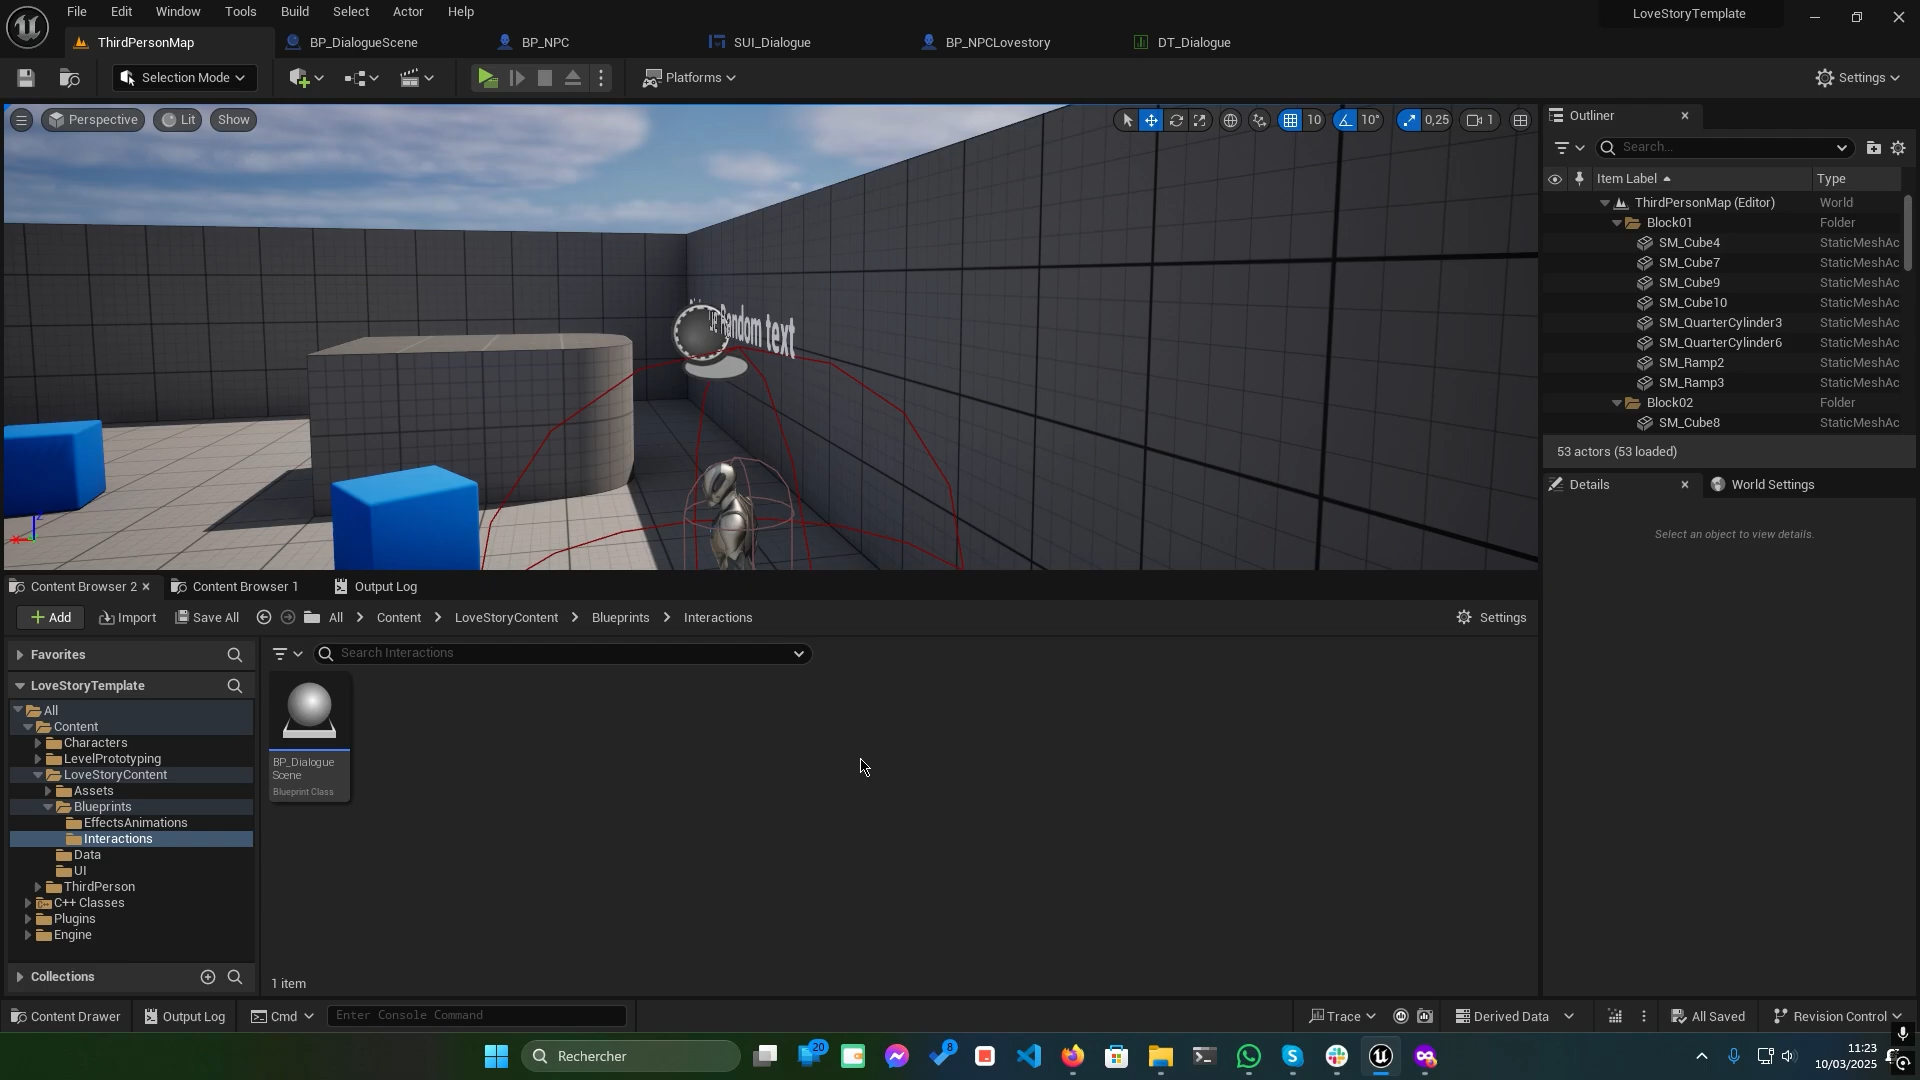 File Edit Window Tools Build Select Actor Help
LoveStoryTemplate
ThirdPersonMap BP_DialogueScene BP_NPC SUI_Dialogue BP_NPCLovestory DT_Dialogue
Selection Mode Platforms Settings
Perspective Lit Show 10 10° 0,25 1
Random text
Outliner
Search...
Item Label Type
ThirdPersonMap (Editor) World
Block01 Folder
SM_Cube4 StaticMeshAc
SM_Cube7 StaticMeshAc
SM_Cube9 StaticMeshAc
SM_Cube10 StaticMeshAc
SM_QuarterCylinder3 StaticMeshAc
SM_QuarterCylinder6 StaticMeshAc
SM_Ramp2 StaticMeshAc
SM_Ramp3 StaticMeshAc
Block02 Folder
SM_Cube8 StaticMeshAc
53 actors (53 loaded)
Details World Settings
Select an object to view details.
Content Browser 2 Content Browser 1 Output Log
Add Import Save All All Content LoveStoryContent Blueprints Interactions Settings
Favorites
LoveStoryTemplate
All
Content
Characters
LevelPrototyping
LoveStoryContent
Assets
Blueprints
EffectsAnimations
Interactions
Data
UI
ThirdPerson
C++ Classes
Plugins
Engine
Collections
Search Interactions
BP_Dialogue
Scene
Blueprint Class
1 item
Content Drawer Output Log Cmd Enter Console Command Trace Derived Data All Saved Revision Control
Rechercher 20 8
11:23
10/03/2025